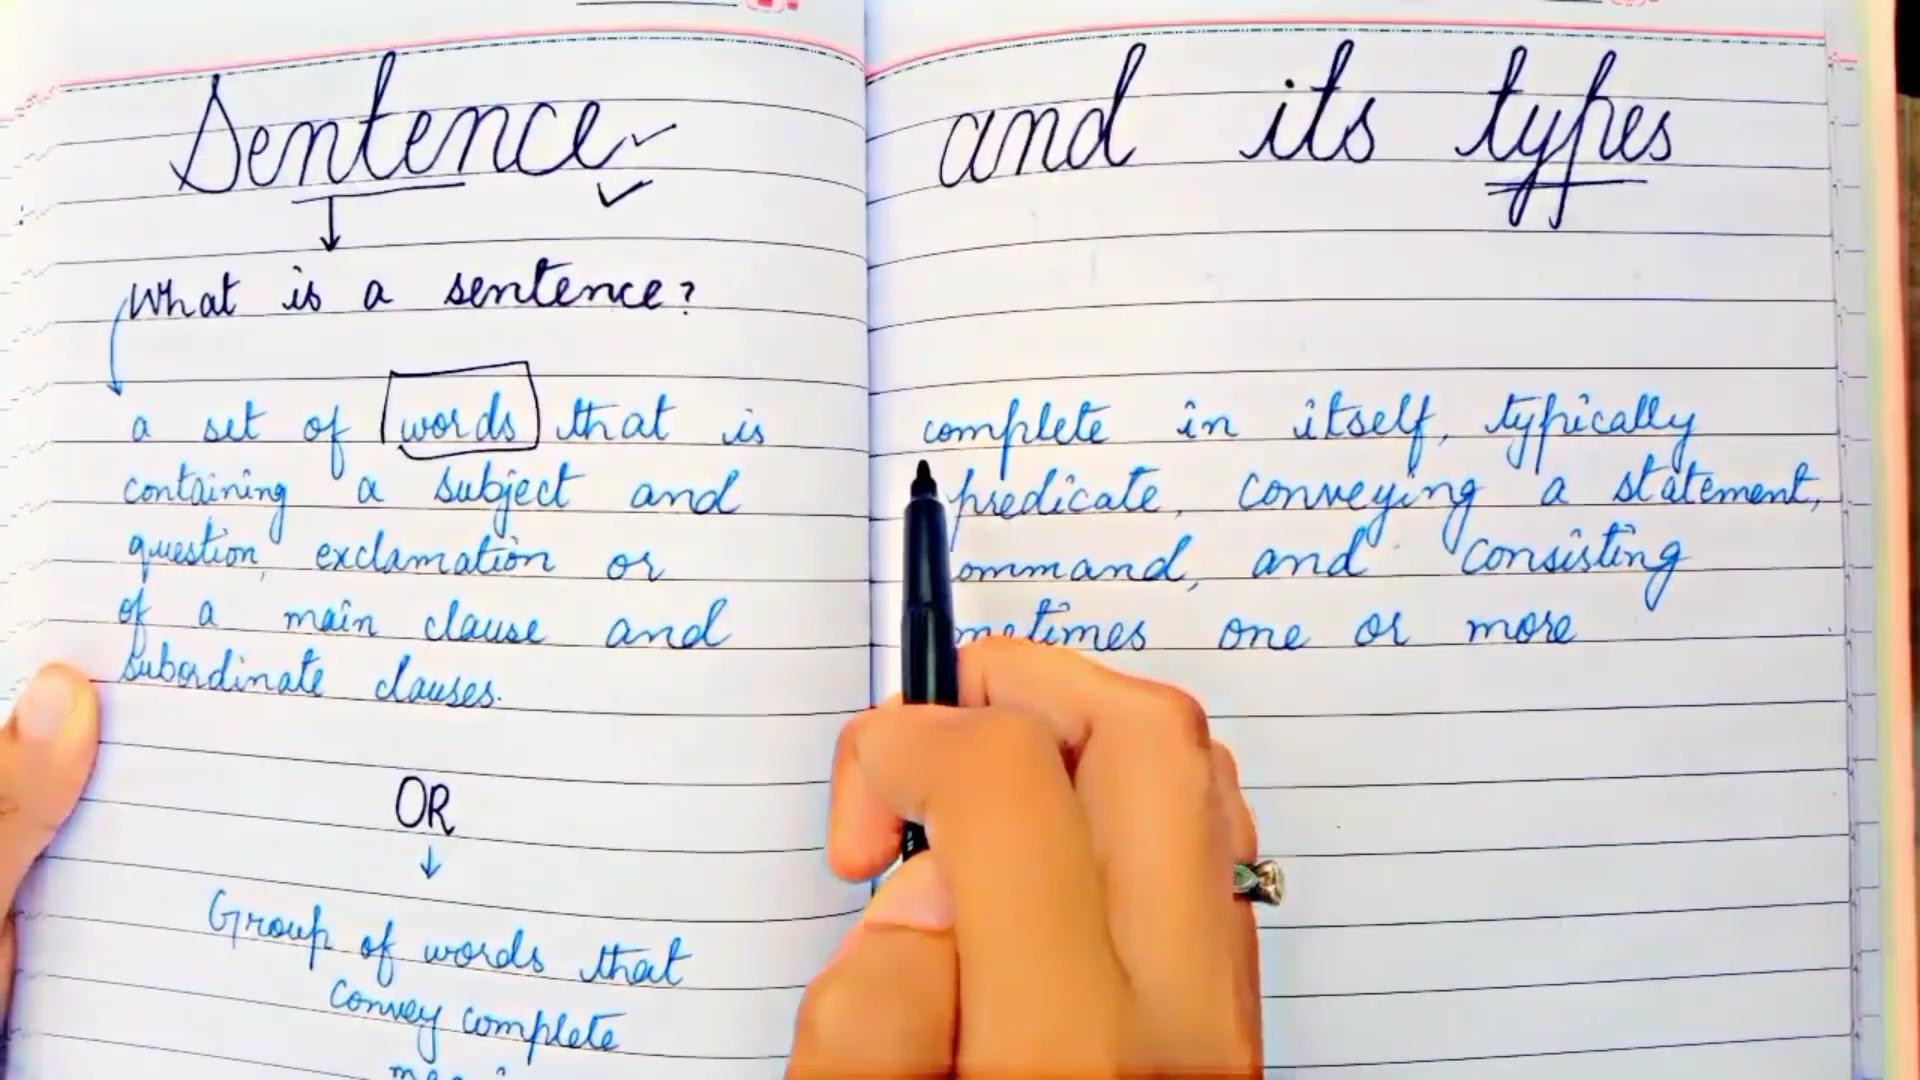 Sentence and its types
What is a sentence?
a set of words that is complete in itself, typically
containing a subject and predicate, conveying a statement,
question, exclamation or ommand, and consisting
of a main clause and metimes one or more
subordinate clauses.
OR
Group of words that
convey complete